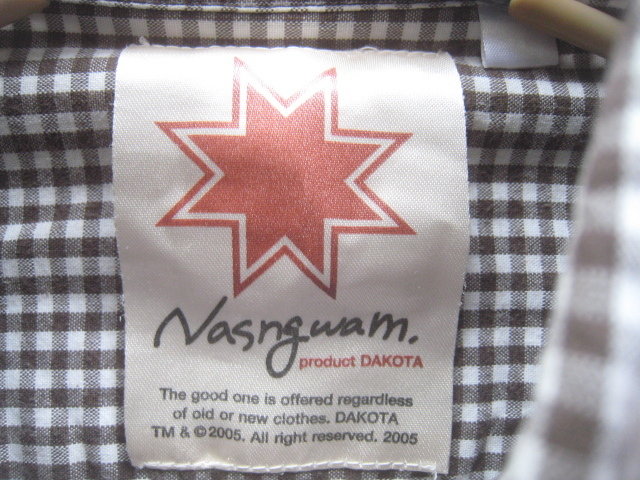 Nasngwam.
product DAKOTA
The good one is offered regardless
of old or new clothes. DAKOTA
TM & ©2005. All right reserved. 2005